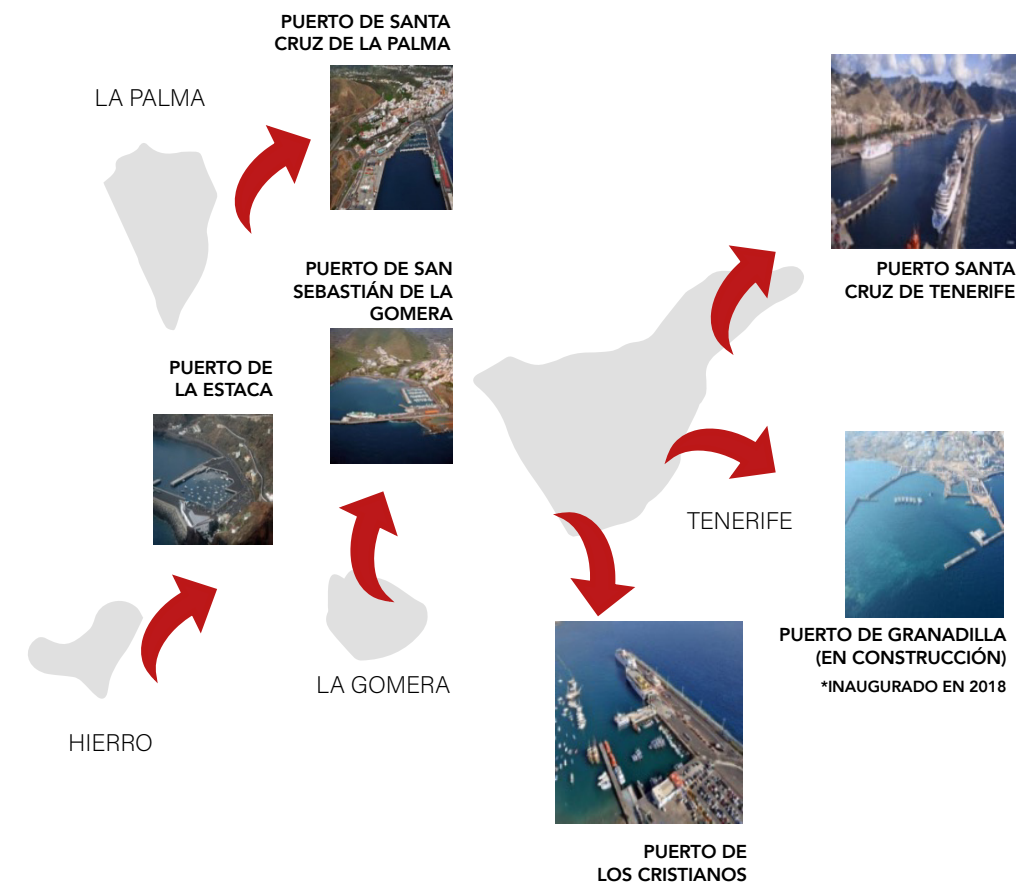 PUERTO DE SANTA
CRUZ DE LA PALMA
LA PALMA
PUERTO SANTA
CRUZ DE TENERIFE
PUERTO DE SAN
SEBASTIÁN DE LA
GOMERA
PUERTO DE
LA ESTACA
TENERIFE
PUERTO DE GRANADILLA
(EN CONSTRUCCIÓN)
*INAUGURADO EN 2018
LA GOMERA
HIERRO
PUERTO DE
LOS CRISTIANOS